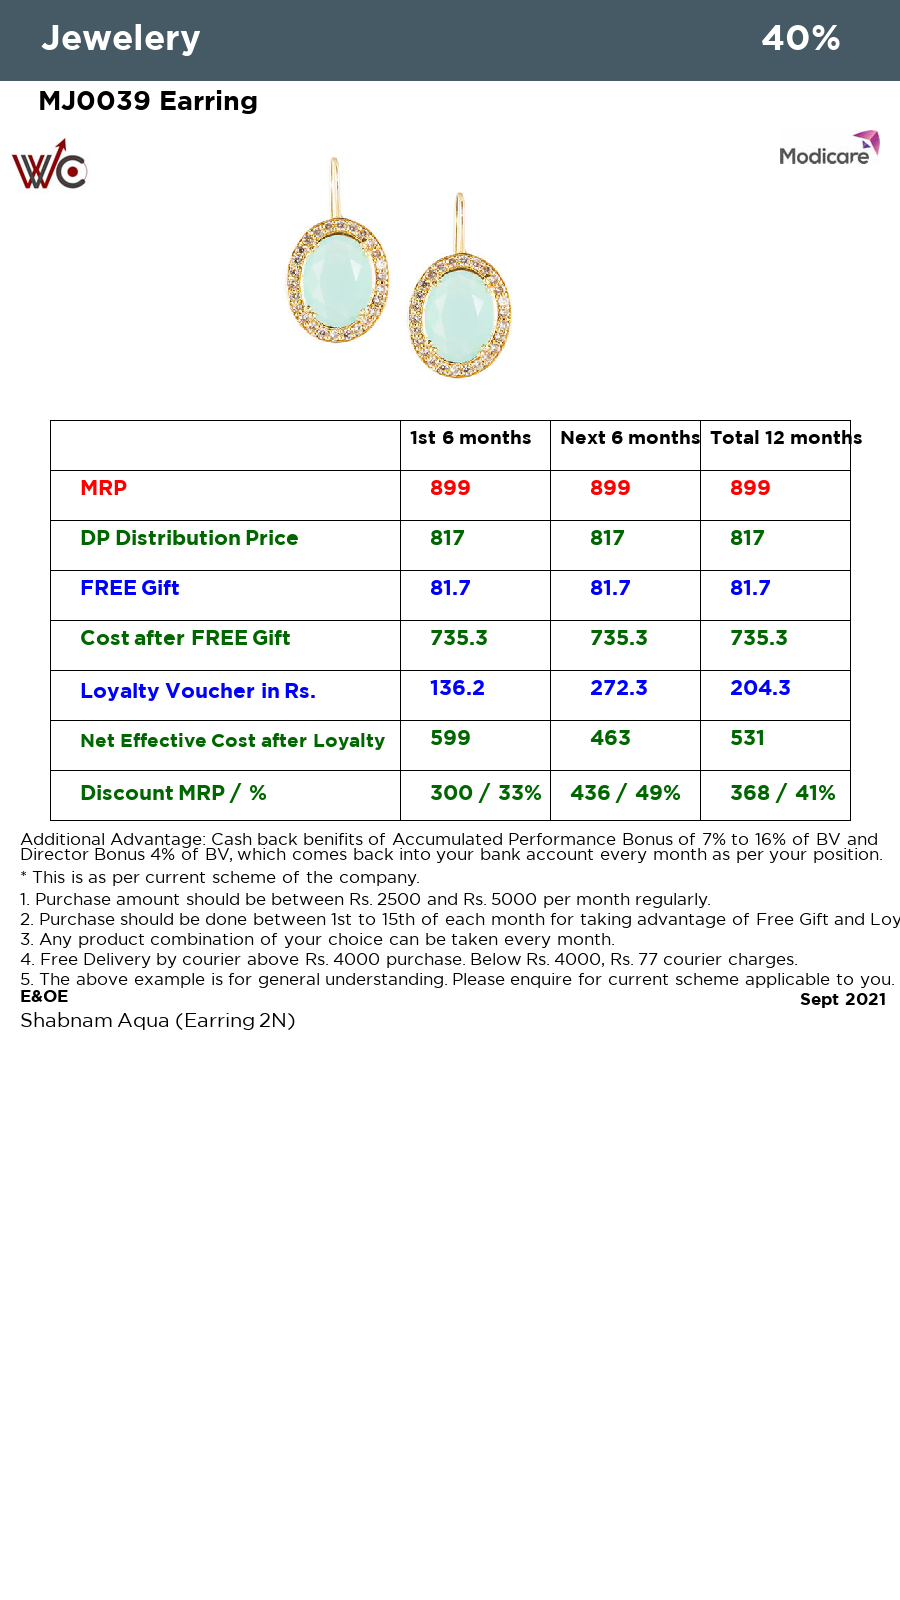 Jewelery 40%
MJ0039 Earring
WC
Modicare
1st 6 months Next 6 months Total 12 months
MRP 899 899 899
DP Distribution Price 817 817 817
FREE Gift 81.7 81.7 81.7
Cost after FREE Gift 735.3 735.3 735.3
Loyalty Voucher in Rs. 136.2 272.3 204.3
Net Effective Cost after Loyalty 599 463 531
Discount MRP / % 300 / 33% 436 / 49% 368 / 41%
Additional Advantage: Cash back benifits of Accumulated Performance Bonus of 7% to 16% of BV and
Director Bonus 4% of BV, which comes back into your bank account every month as per your position.
* This is as per current scheme of the company.
1. Purchase amount should be between Rs. 2500 and Rs. 5000 per month regularly.
2. Purchase should be done between 1st to 15th of each month for taking advantage of Free Gift and Loy
3. Any product combination of your choice can be taken every month.
4. Free Delivery by courier above Rs. 4000 purchase. Below Rs. 4000, Rs. 77 courier charges.
5. The above example is for general understanding. Please enquire for current scheme applicable to you.
E&OE
Sept 2021
Shabnam Aqua (Earring 2N)